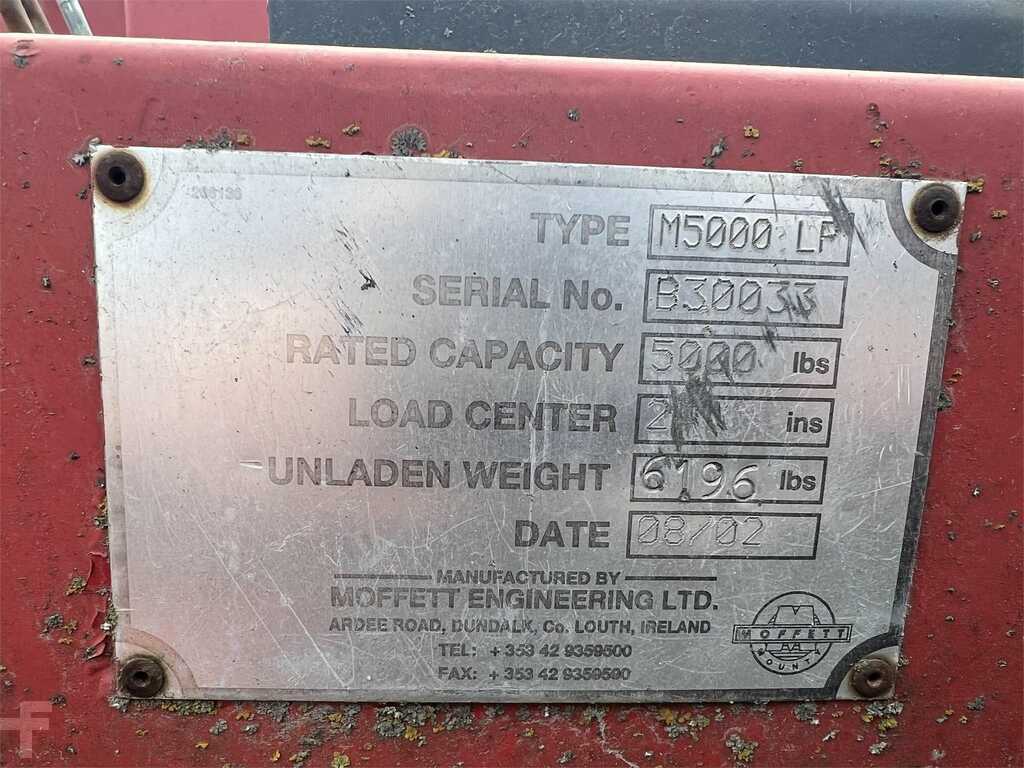 TYPE M5000
SERIAL No. B30033
RATED CAPACITY 5000 lbs
LOAD CENTER ins
UNLADEN WEIGHT 6196 lbs
DATE 08/02
MANUFACTURED BY
MOFFETT ENGINEERING LTD.
ARDEE ROAD, DUNDALK, Co. LOUTH, IRELAND
TEL: + 353 42 9359500
FAX: + 353 42 9359500
MOFFETT
MOUNTY
F